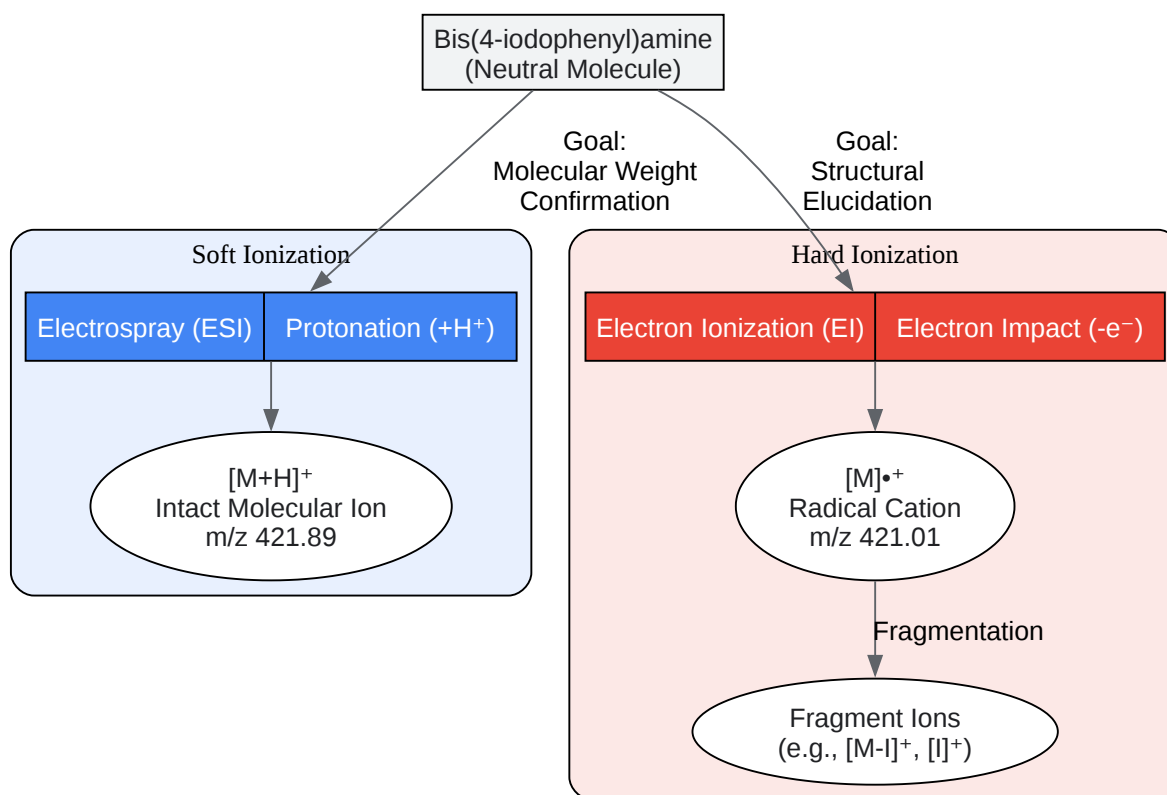 Bis(4-iodophenyl)amine
(Neutral Molecule)
Goal:
Molecular Weight
Confirmation
Goal:
Structural
Elucidation
Soft Ionization
Electrospray (ESI)
Protonation (+H⁺)
[M+H]⁺
Intact Molecular Ion
m/z 421.89
Hard Ionization
Electron Ionization (EI)
Electron Impact (-e⁻)
[M]•⁺
Radical Cation
m/z 421.01
Fragmentation
Fragment Ions
(e.g., [M-I]⁺, [I]⁺)